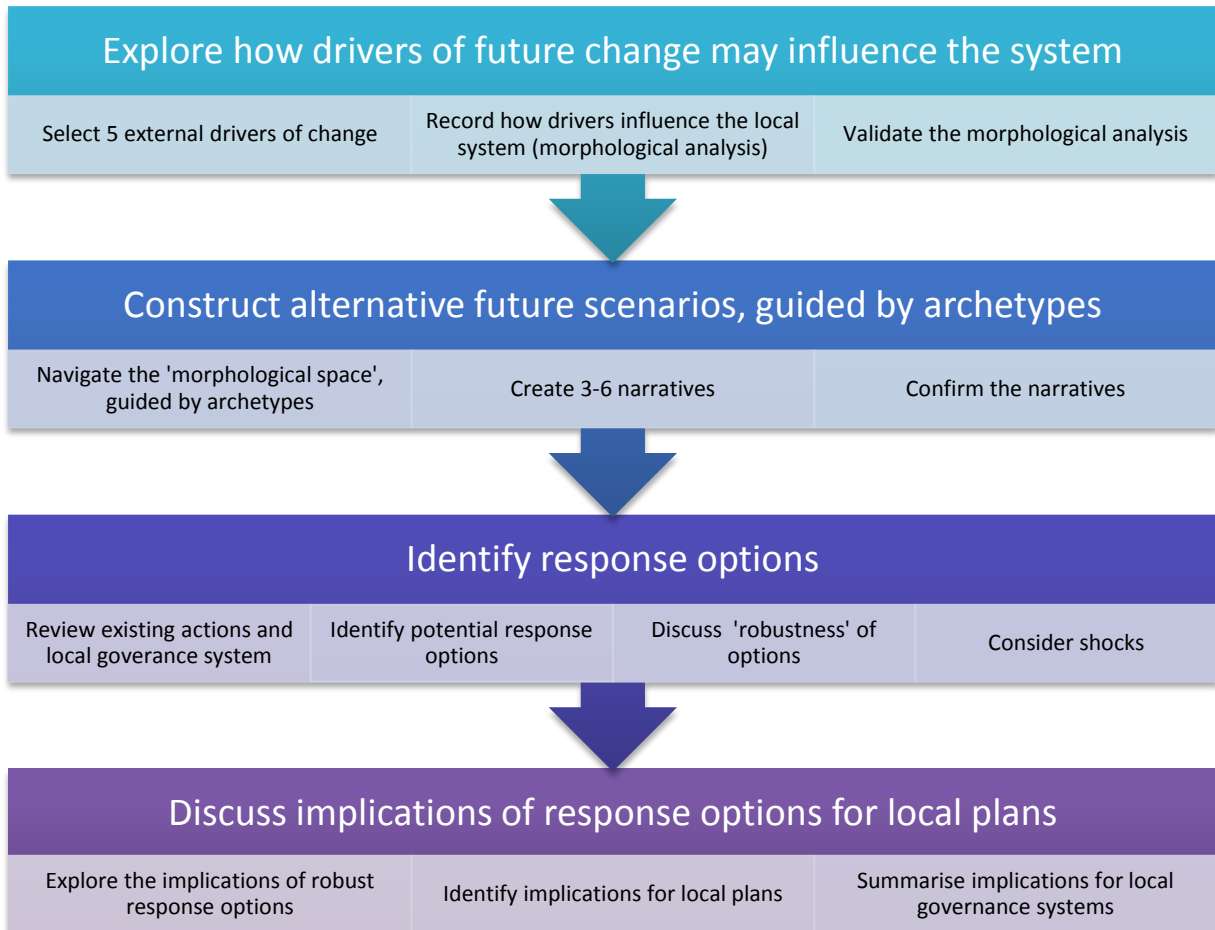 Explore how drivers of future change may influence the system
Select 5 external drivers of change
Record how drivers influence the local
system (morphological analysis)
Validate the morphological analysis
Construct alternative future scenarios, guided by archetypes
Navigate the 'morphological space',
guided by archetypes
Create 3-6 narratives
Confirm the narratives
Identify response options
Review existing actions and
local goverance system
Identify potential response
options
Discuss 'robustness' of
options
Consider shocks
Discuss implications of response options for local plans
Explore the implications of robust
response options
Identify implications for local plans
Summarise implications for local
governance systems